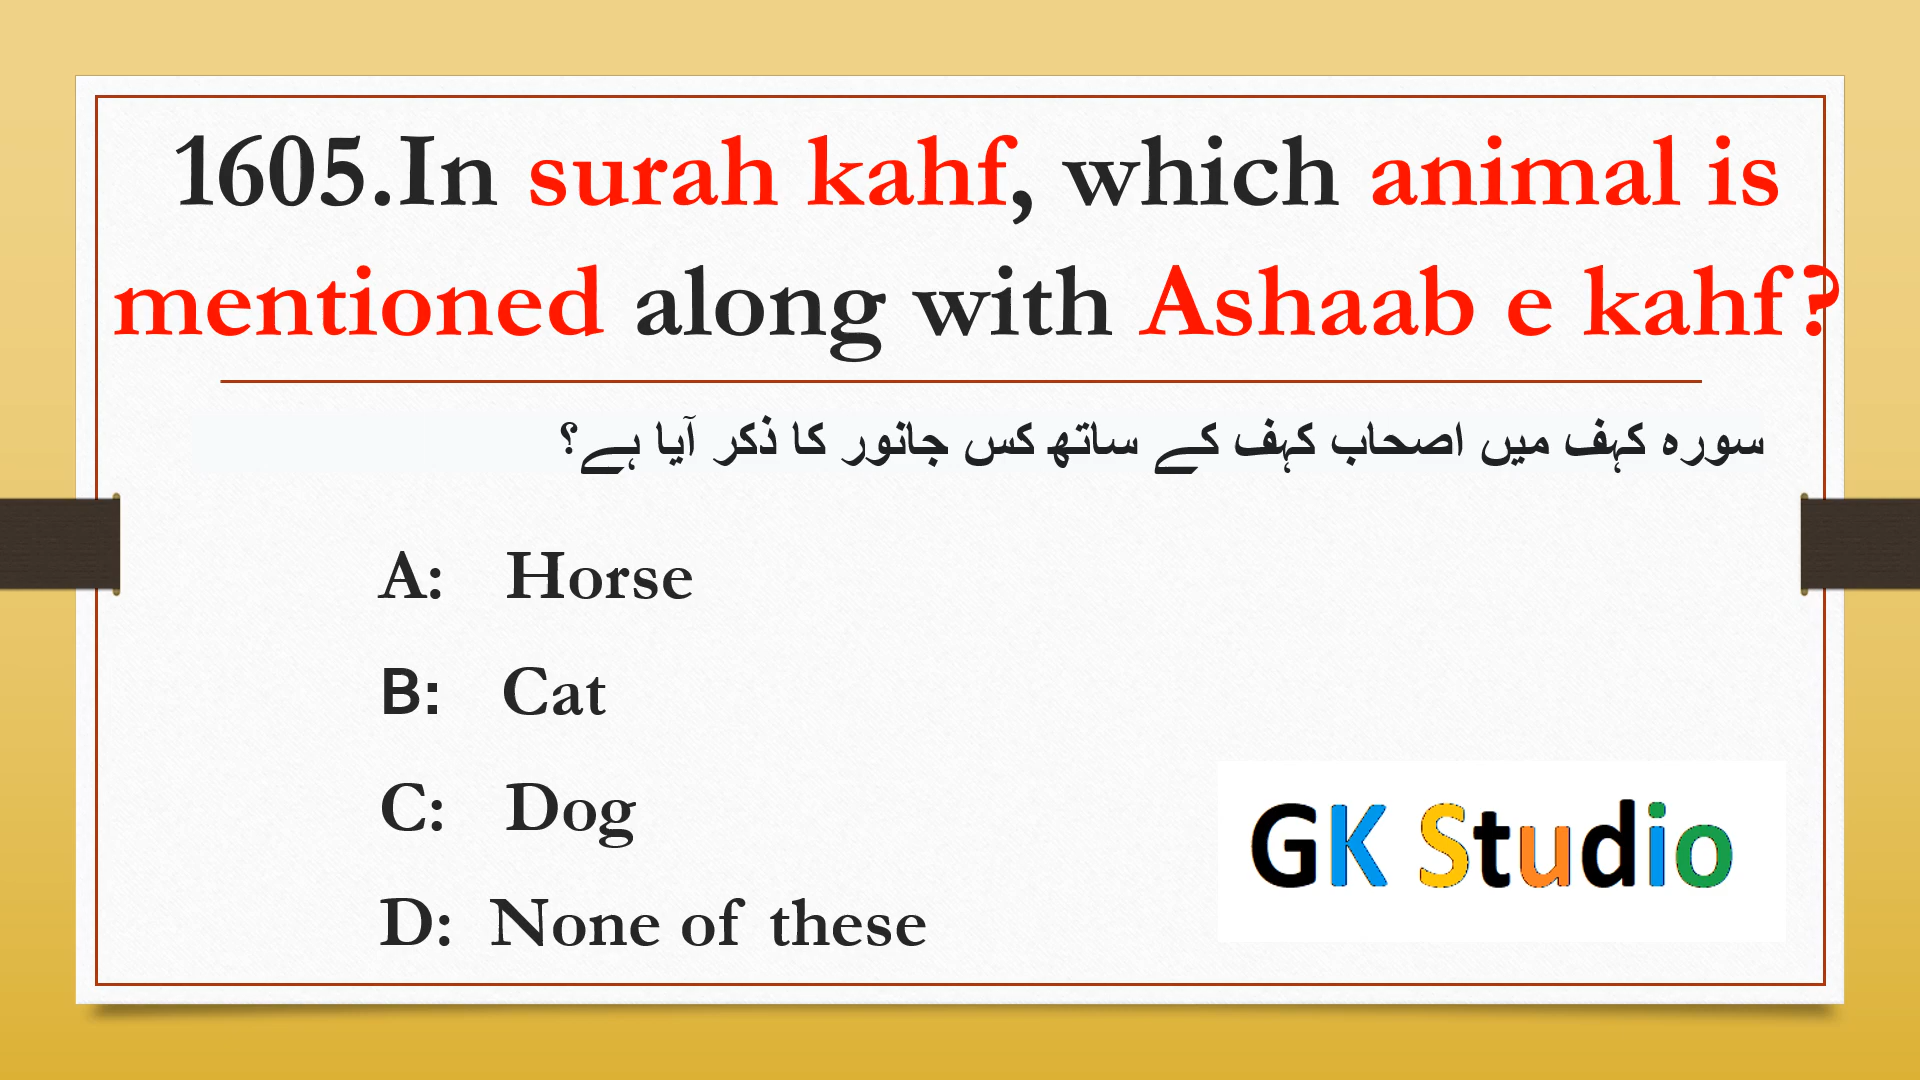 1605.In surah kahf, which animal is
mentioned along with Ashaab e kahf?
سورہ کہف میں اصحاب کہف کے ساتھ کس جانور کا ذکر آیا ہے؟
A: Horse
B: Cat
C: Dog
D: None of these
GK Studio